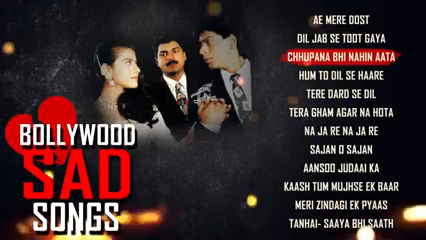 BOLLYWOOD
SAD
SONGS
AE MERE DOST
DIL JAB SE TOOT GAYA
CHHUPANA BHI NAHIN AATA
HUM TO DIL SE HAARE
TERE DARD SE DIL
TERA GHAM AGAR NA HOTA
NA JA RE NA JA RE
SAJAN O SAJAN
AANSOO JUDAAI KA
KAASH TUM MUJHSE EK BAAR
MERI ZINDAGI EK PYAAS
TANHAI- SAAYA BHI SAATH